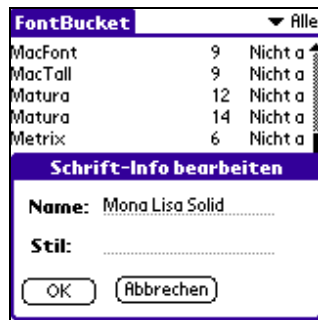 FontBucket Alle
MacFont 9 Nicht a
MacTall 9 Nicht a
Matura 12 Nicht a
Matura 14 Nicht a
Metrix 6 Nicht a
Schrift-Info bearbeiten
Name: Mona Lisa Solid
Stil:
OK Abbrechen